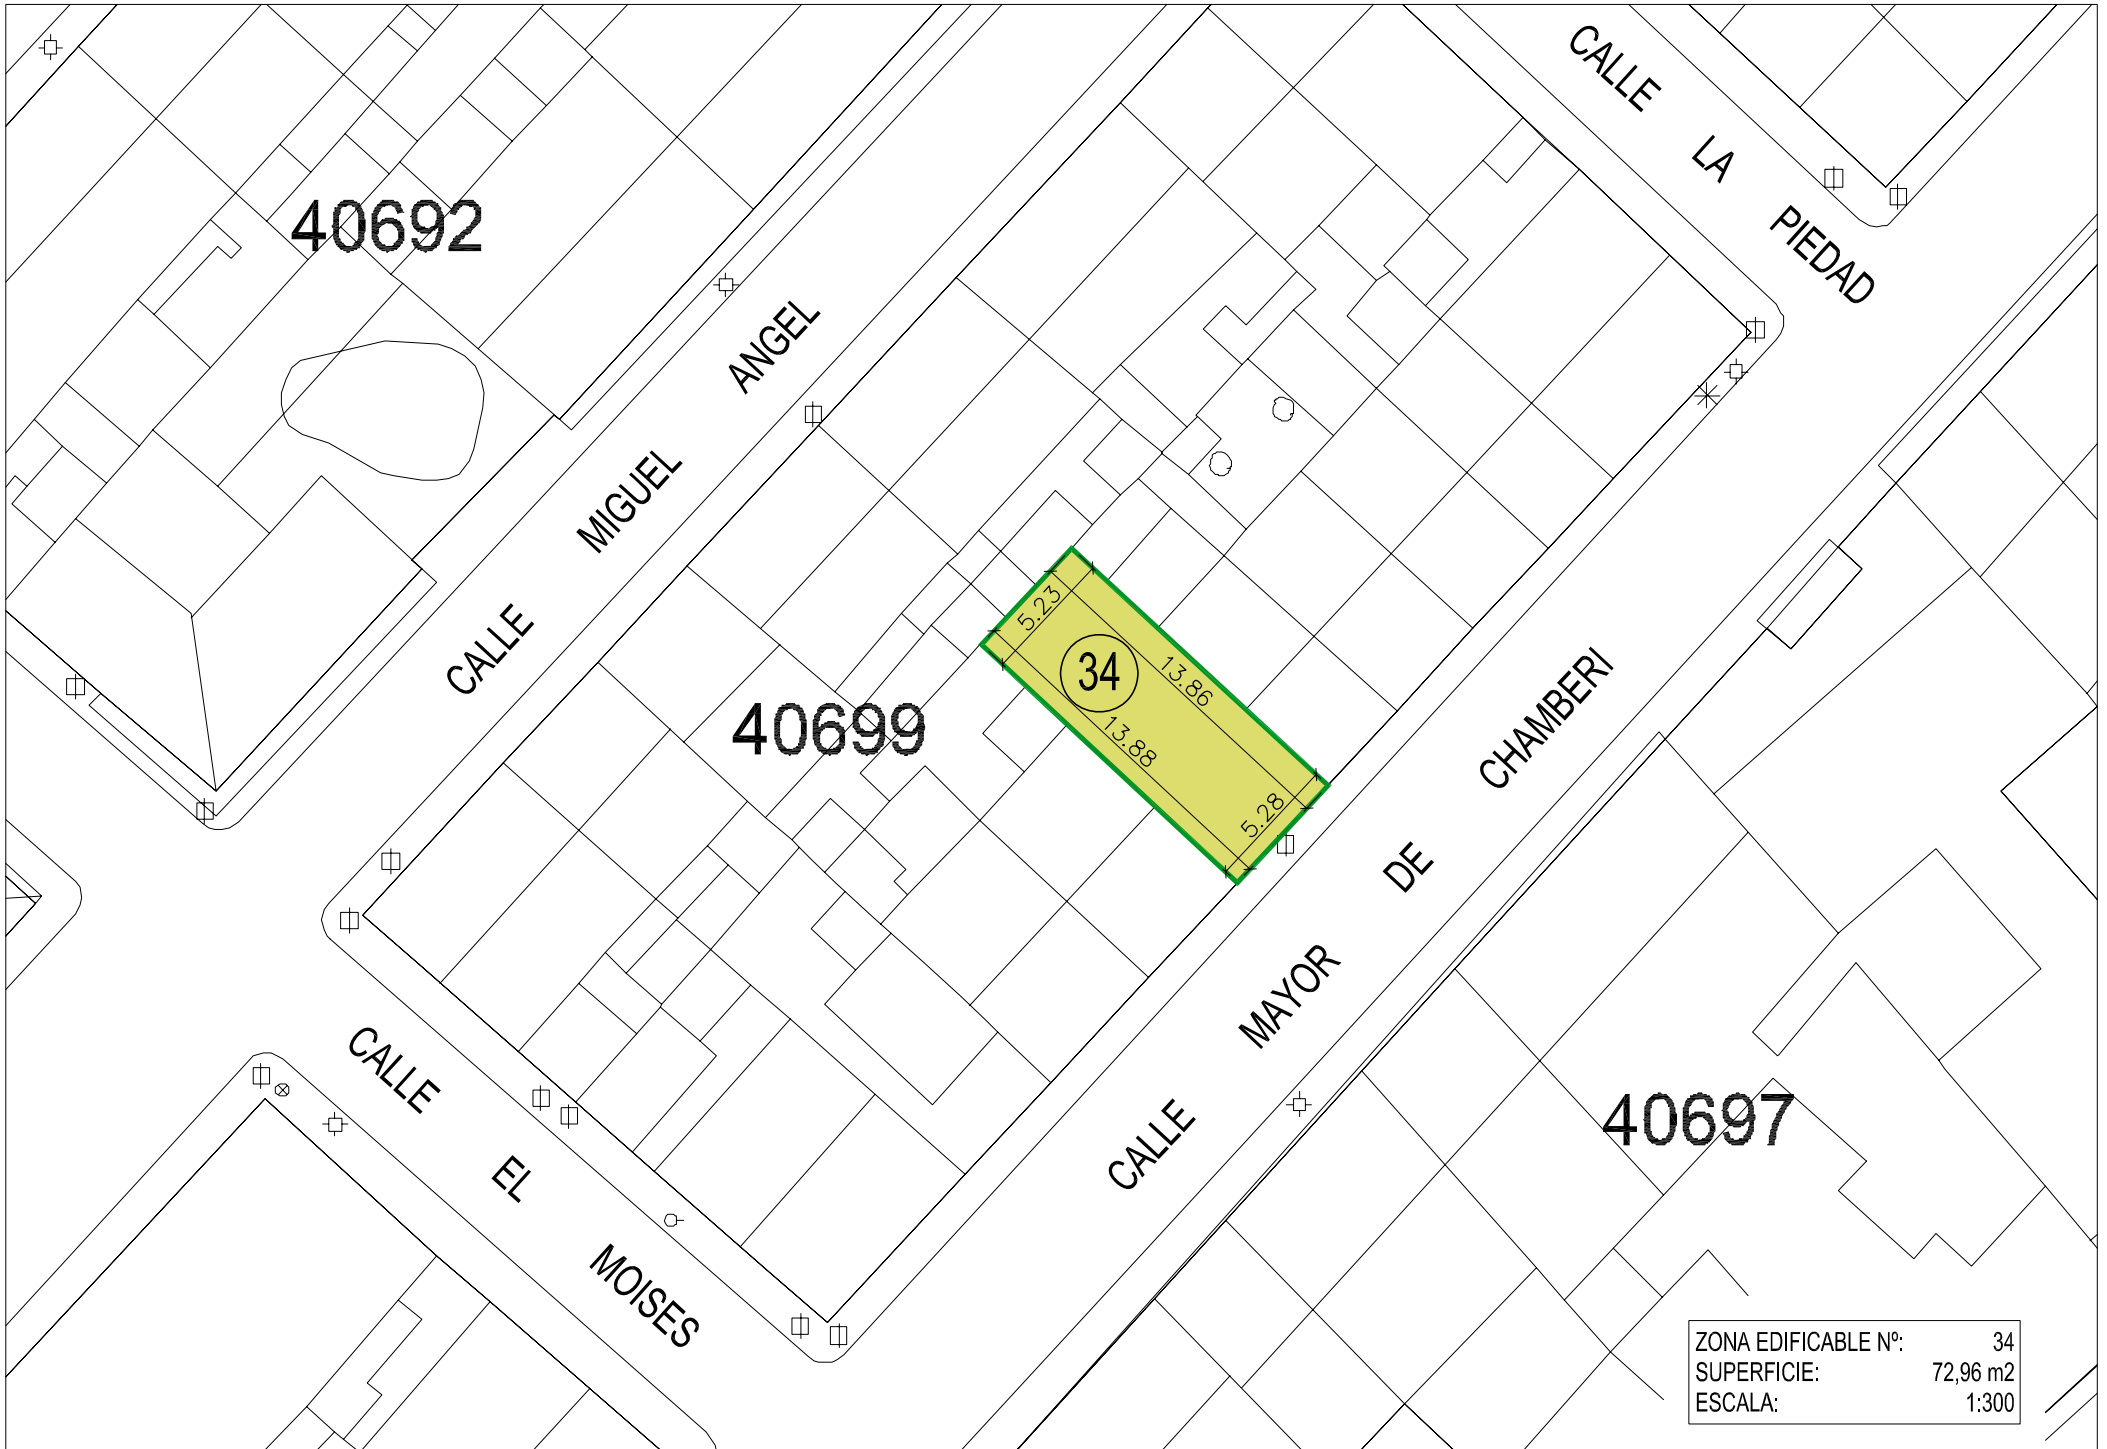 CALLE LA PIEDAD
40692
CALLE MIGUEL ANGEL
5.23
34
13.86
13.88
5.28
40699
CALLE MAYOR DE CHAMBERI
CALLE EL MOISES
40697
ZONA EDIFICABLE Nº: 34
SUPERFICIE: 72,96 m2
ESCALA: 1:300